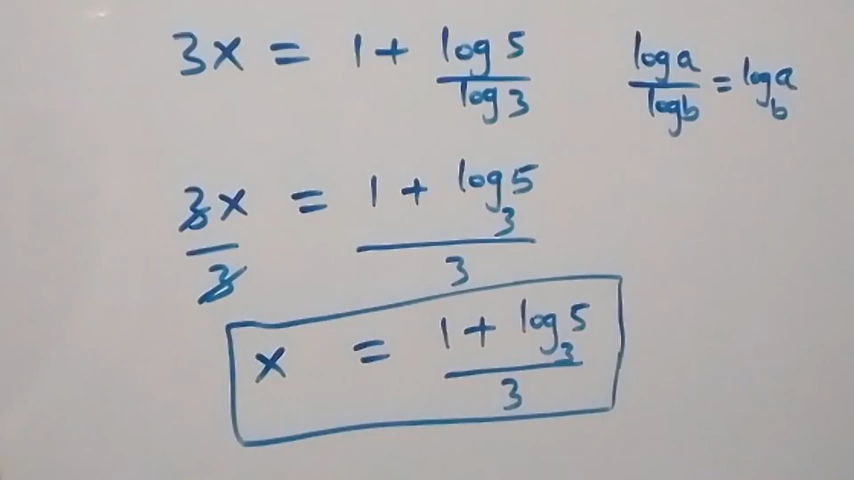 3x = 1 + log 5 / log 3
log a / log b = log_b a
3x / 3 = 1 + log_3 5 / 3
x = 1 + log_3 5 / 3